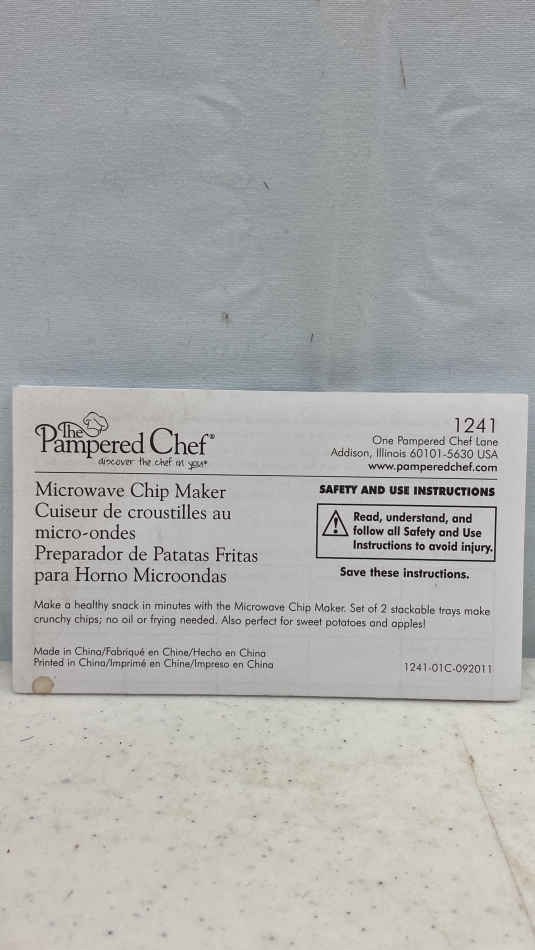 The
Pampered Chef®
discover the chef in you®
1241
One Pampered Chef Lane
Addison, Illinois 60101-5630 USA
www.pamperedchef.com
Microwave Chip Maker
Cuiseur de croustilles au
micro-ondes
Preparador de Patatas Fritas
para Horno Microondas
SAFETY AND USE INSTRUCTIONS
Read, understand, and
follow all Safety and Use
Instructions to avoid injury.
Save these instructions.
Make a healthy snack in minutes with the Microwave Chip Maker. Set of 2 stackable trays make
crunchy chips; no oil or frying needed. Also perfect for sweet potatoes and apples!
Made in China/Fabriqué en Chine/Hecho en China
Printed in China/Imprimé en Chine/Impreso en China
1241-01C-092011